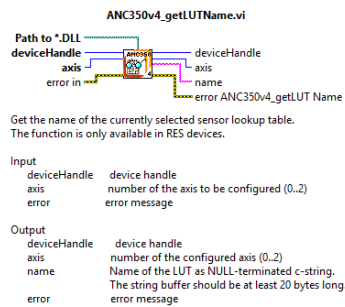 ANC350v4_getLUTName.vi
Path to *.DLL
deviceHandle
deviceHandle
axis
axis
error in
name
error ANC350v4_getLUT Name
ANC350
4
Get the name of the currently selected sensor lookup table.
The function is only available in RES devices.
Input
deviceHandle device handle
axis number of the axis to be configured (0..2)
error error message
Output
deviceHandle device handle
axis number of the configured axis (0..2)
name Name of the LUT as NULL-terminated c-string.
The string buffer should be at least 20 bytes long
error error message